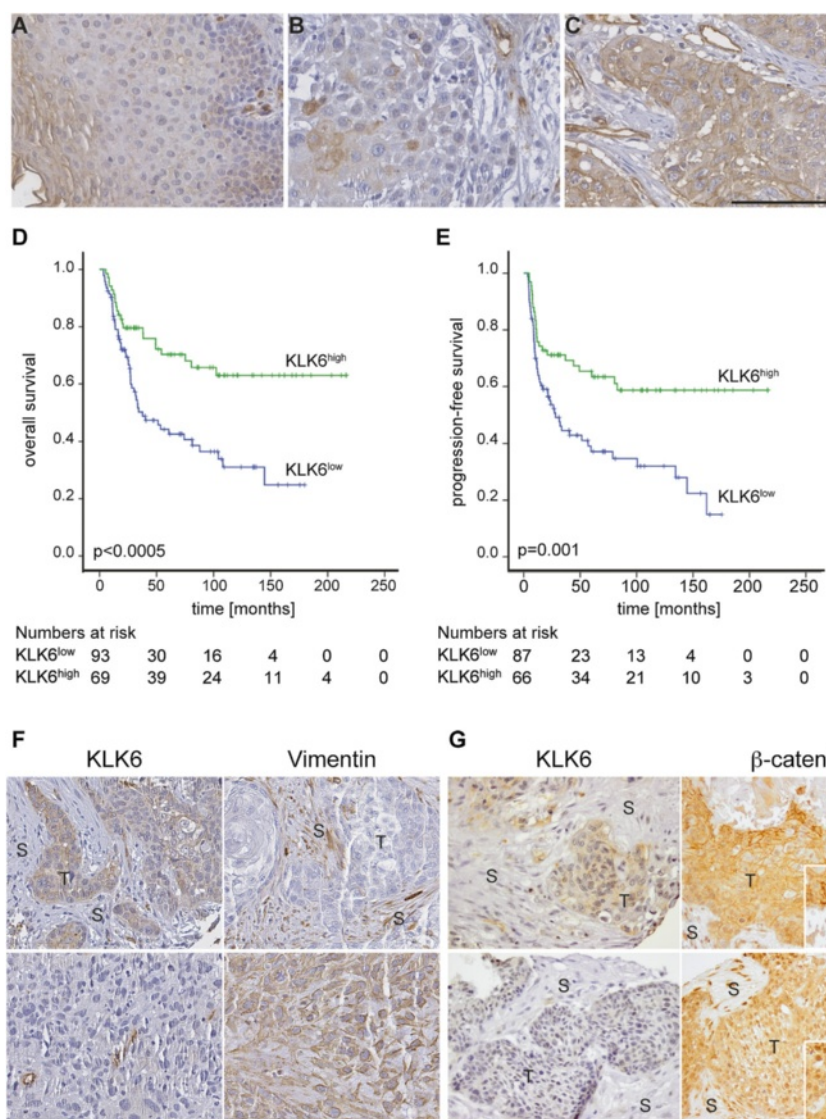 A B C
D E
1.0
0.8
0.6
0.4
0.2
0.0
overall survival
KLK6high
KLK6low
p<0.0005
0 50 100 150 200 250
time [months]
Numbers at risk
KLK6low 93 30 16 4 0 0
KLK6high 69 39 24 11 4 0
1.0
0.8
0.6
0.4
0.2
0.0
progression-free survival
KLK6high
KLK6low
p=0.001
0 50 100 150 200 250
time [months]
Numbers at risk
KLK6low 87 23 13 4 0 0
KLK6high 66 34 21 10 3 0
F
KLK6 Vimentin
S T S
S T S
G
KLK6 β-caten
S S T
T S
S T S
S T S